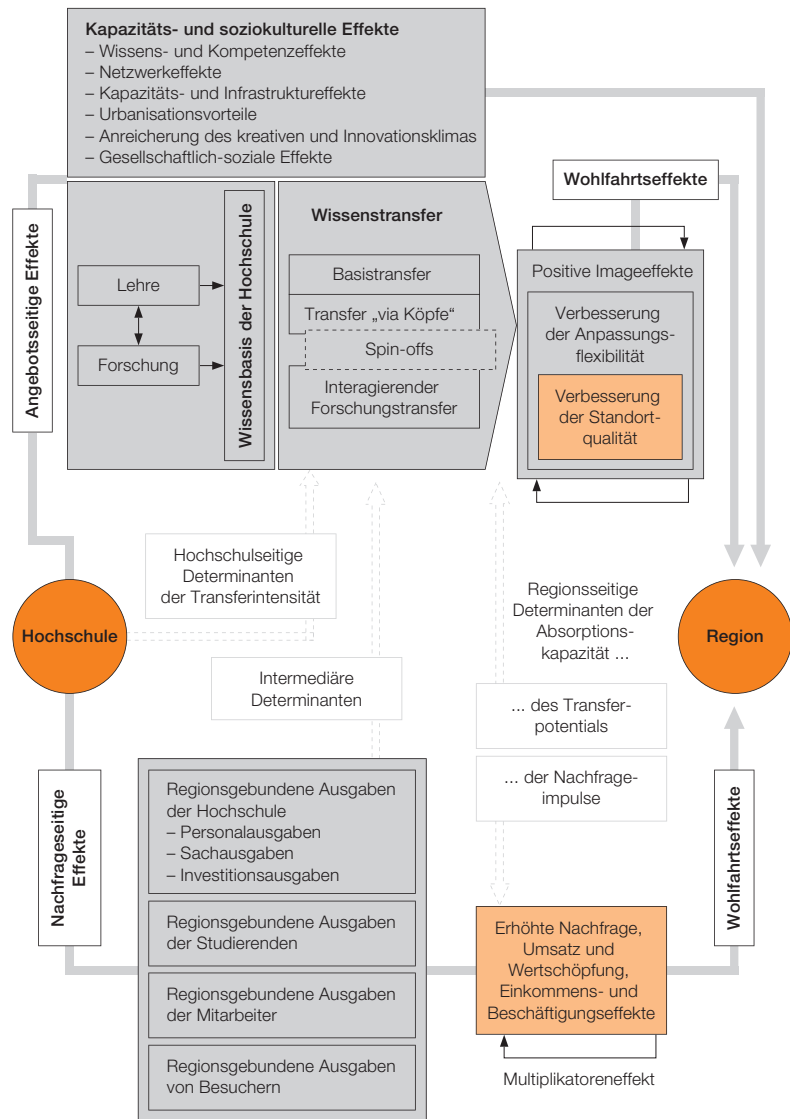 Kapazitäts- und soziokulturelle Effekte
– Wissens- und Kompetenzeffekte
– Netzwerkeffekte
– Kapazitäts- und Infrastruktureffekte
– Urbanisationsvorteile
– Anreicherung des kreativen und Innovationsklimas
– Gesellschaftlich-soziale Effekte
Angebotsseitige Effekte
Lehre
Forschung
Wissensbasis der Hochschule
Wissenstransfer
Basistransfer
Transfer „via Köpfe“
Spin-offs
Interagierender
Forschungstransfer
Wohlfahrtseffekte
Positive Imageeffekte
Verbesserung
der Anpassungs-
flexibilität
Verbesserung
der Standort-
qualität
Hochschulseitige
Determinanten
der Transferintensität
Hochschule
Intermediäre
Determinanten
Regionsseitige
Determinanten der
Absorptions-
kapazität ...
... des Transfer-
potentials
... der Nachfrage-
impulse
Region
Nachfrageseitige
Effekte
Regionsgebundene Ausgaben
der Hochschule
– Personalausgaben
– Sachausgaben
– Investitionsausgaben
Regionsgebundene Ausgaben
der Studierenden
Regionsgebundene Ausgaben
der Mitarbeiter
Regionsgebundene Ausgaben
von Besuchern
Erhöhte Nachfrage,
Umsatz und
Wertschöpfung,
Einkommens- und
Beschäftigungseffekte
Multiplikatoreneffekt
Wohlfahrtseffekte